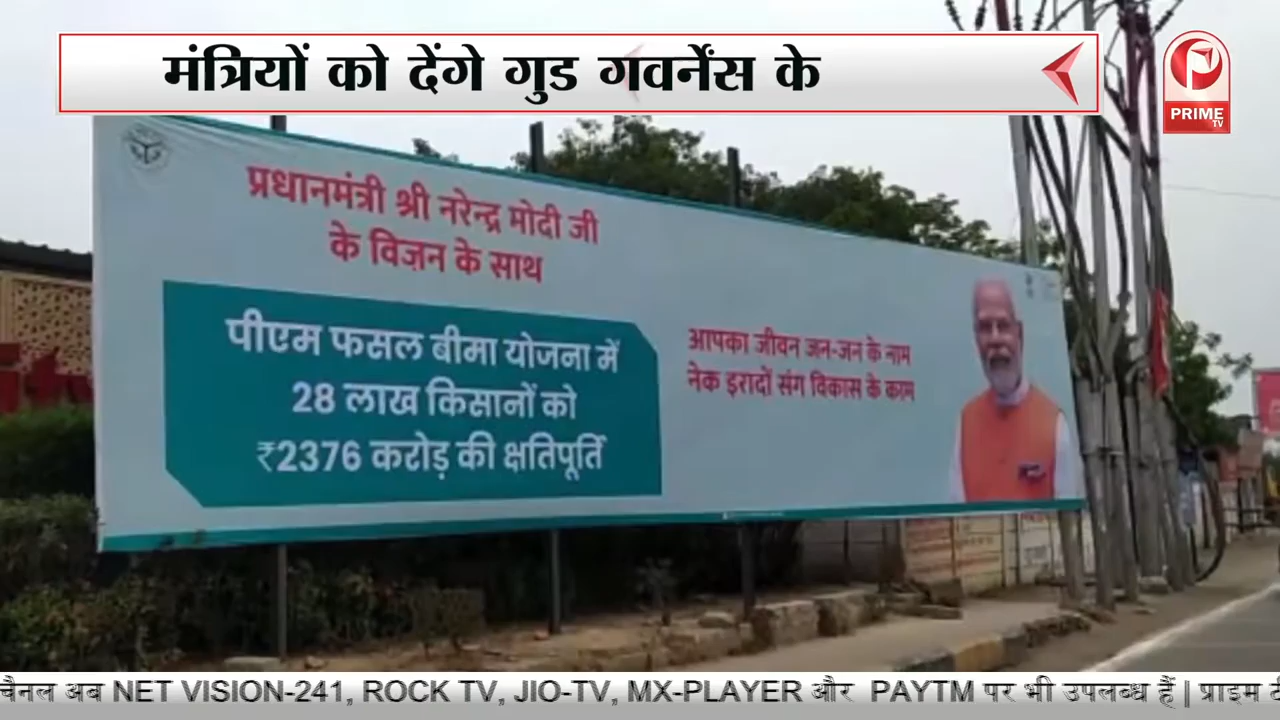 मंत्रियों को देंगे गुड गवर्नेंस के
PRIME
TV
प्रधानमंत्री श्री नरेन्द्र मोदी जी
के विज़न के साथ
पीएम फसल बीमा योजना में
28 लाख किसानों को
₹2376 करोड़ की क्षतिपूर्ति
आपका जीवन जन-जन के नाम
नेक इरादों संग विकास के काम
चैनल अब NET VISION-241, ROCK TV, JIO-TV, MX-PLAYER और PAYTM पर भी उपलब्ध हैं | प्राइम